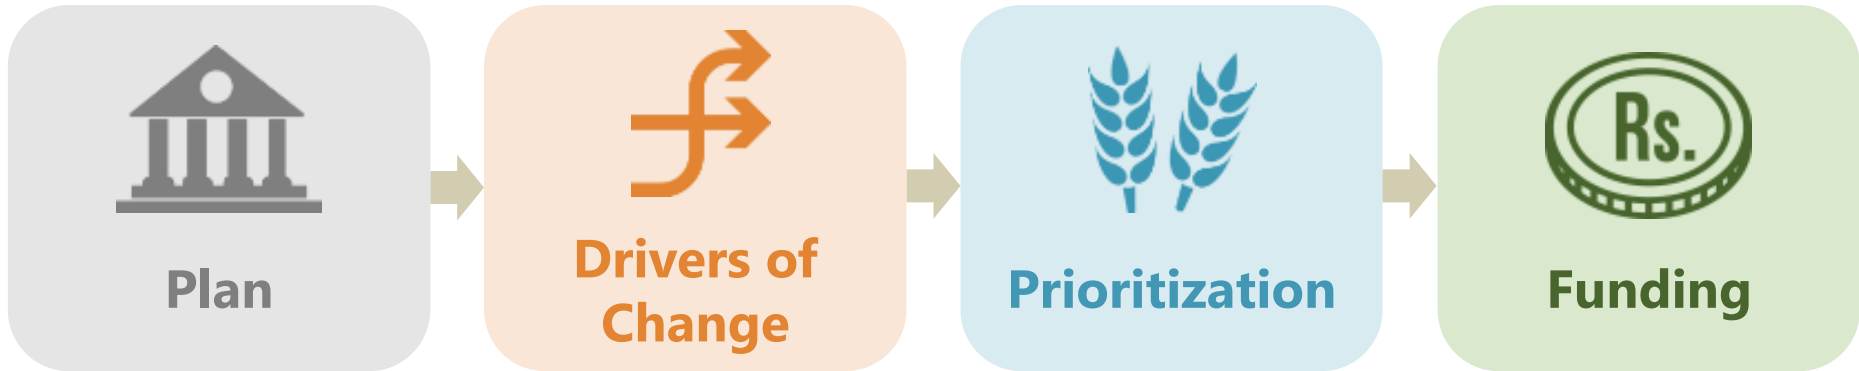 Plan
Drivers of
Change
Prioritization
Rs.
Funding